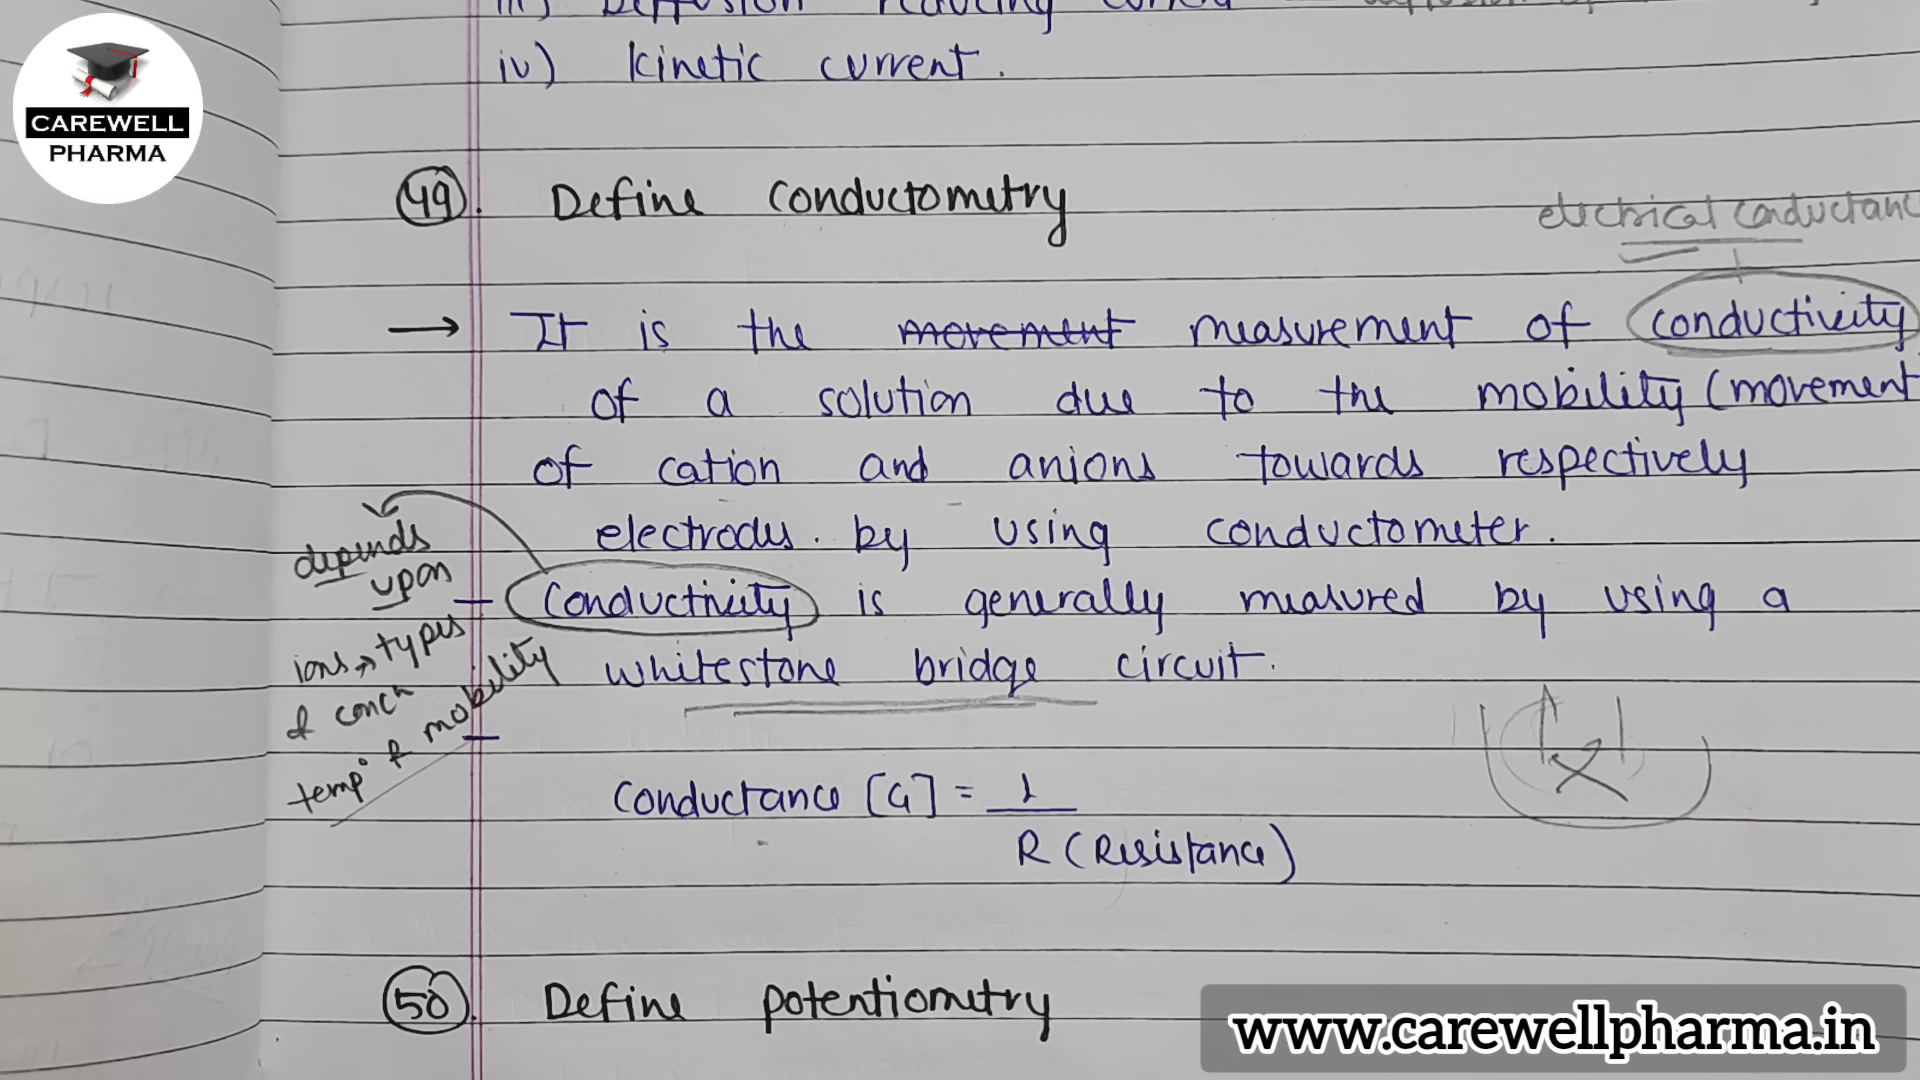 iv) kinetic current.
CAREWELL
PHARMA
49. Define conductometry
electrical conductanc
→ It is the movement measurement of conductivity
of a solution due to the mobility (movement
of cation and anions towards respectively
electrodes. by using conductometer.
depends
upon
— Conductivity is generally measured by using a
ions → types
& concn
temp° & mobility
whitestone bridge circuit.
—
Conductance [G] = 1
R (Resistance)
50. Define potentiometry
www.carewellpharma.in